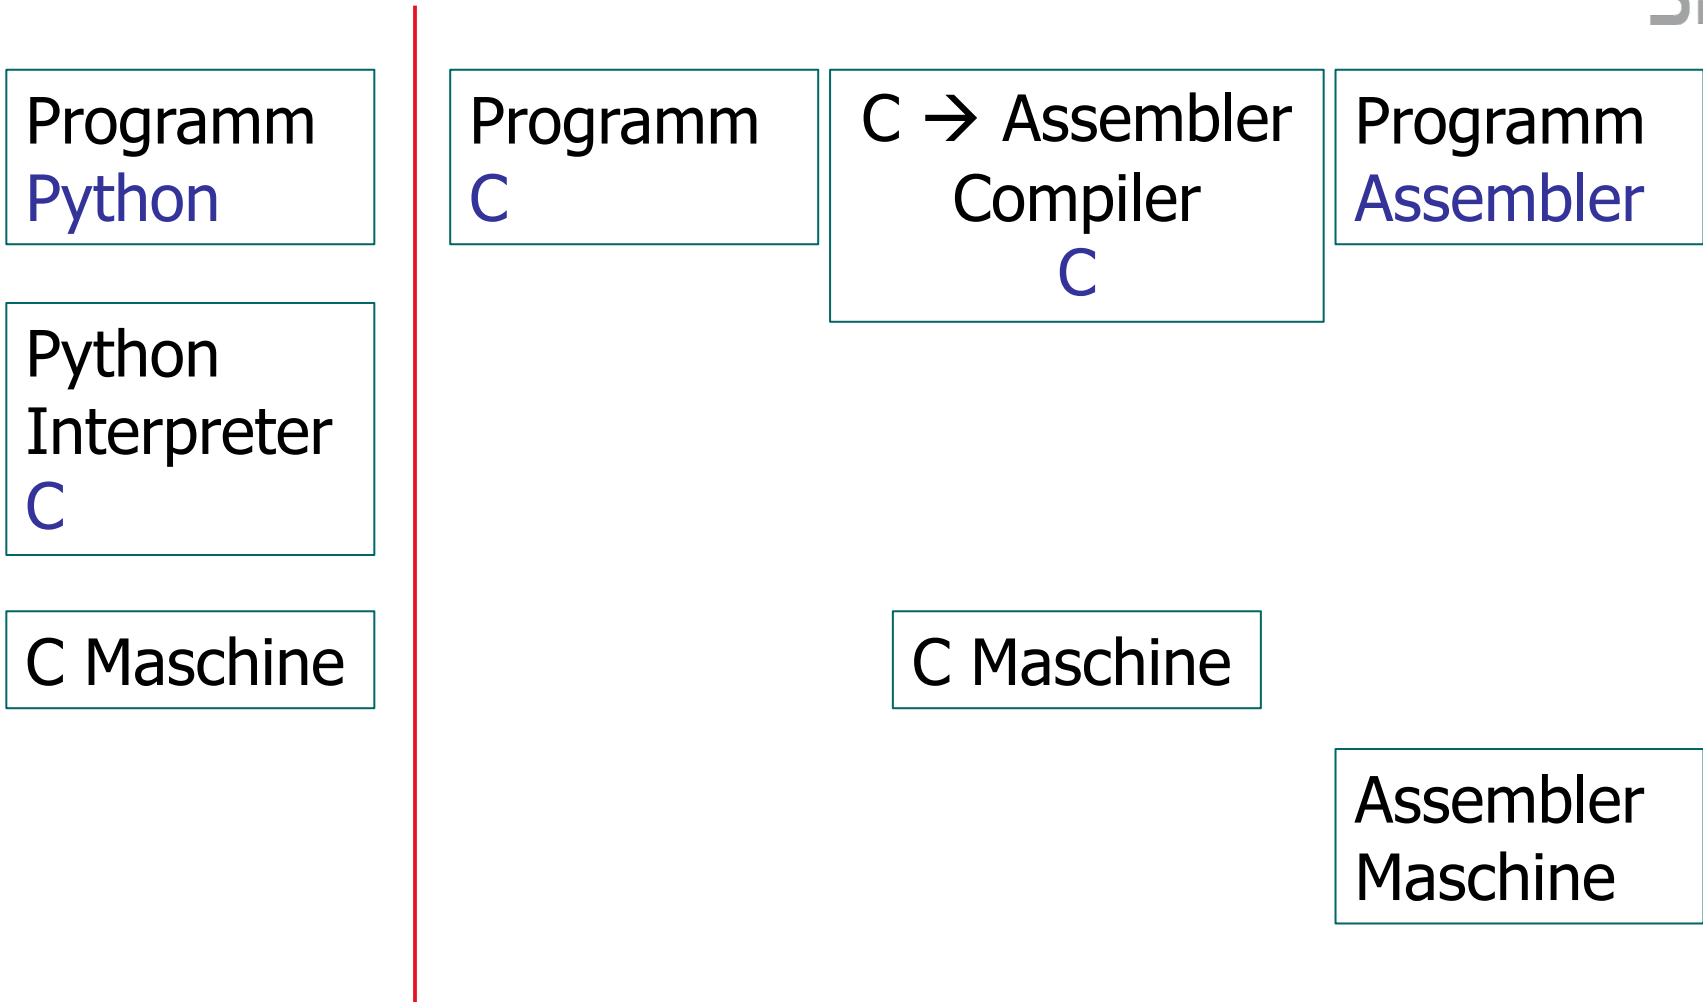 Programm
Python
Python
Interpreter
C
C Maschine
Programm
C
C → Assembler
Compiler
C
Programm
Assembler
C Maschine
Assembler
Maschine